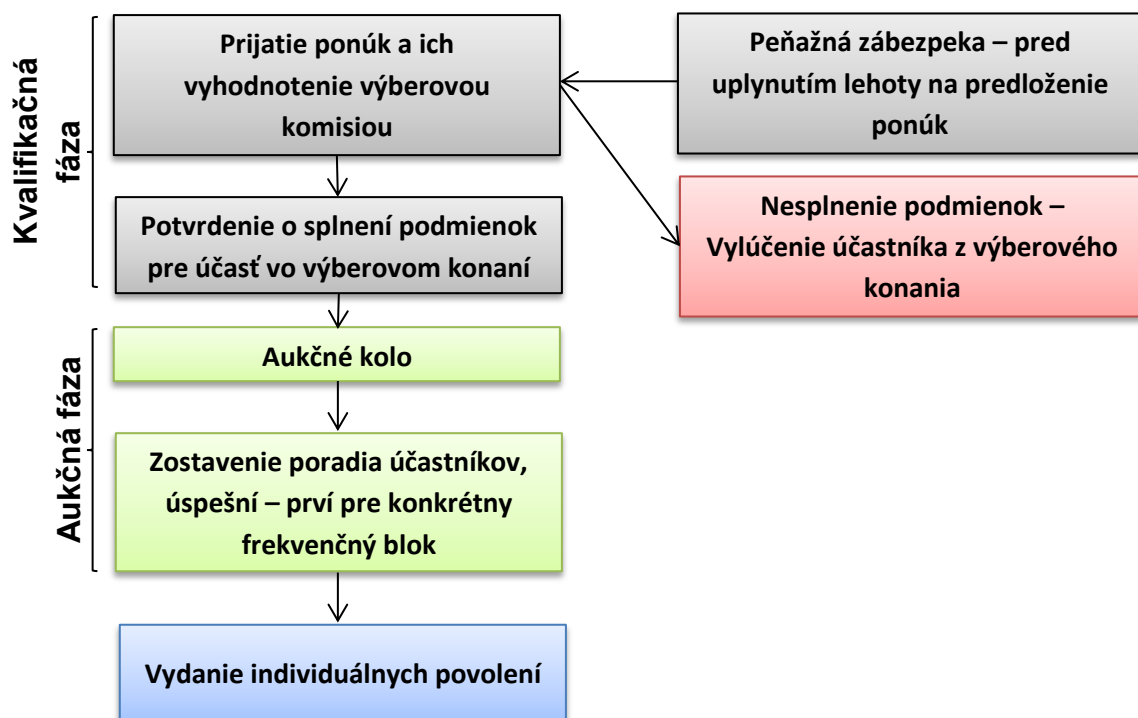 Kvalifikačná
fáza
Prijatie ponúk a ich
vyhodnotenie výberovou
komisiou
Peňažná zábezpeka – pred
uplynutím lehoty na predloženie
ponúk
Potvrdenie o splnení podmienok
pre účasť vo výberovom konaní
Nesplnenie podmienok –
Vylúčenie účastníka z výberového
konania
Aukčná fáza
Aukčné kolo
Zostavenie poradia účastníkov,
úspešní – prví pre konkrétny
frekvenčný blok
Vydanie individuálnych povolení